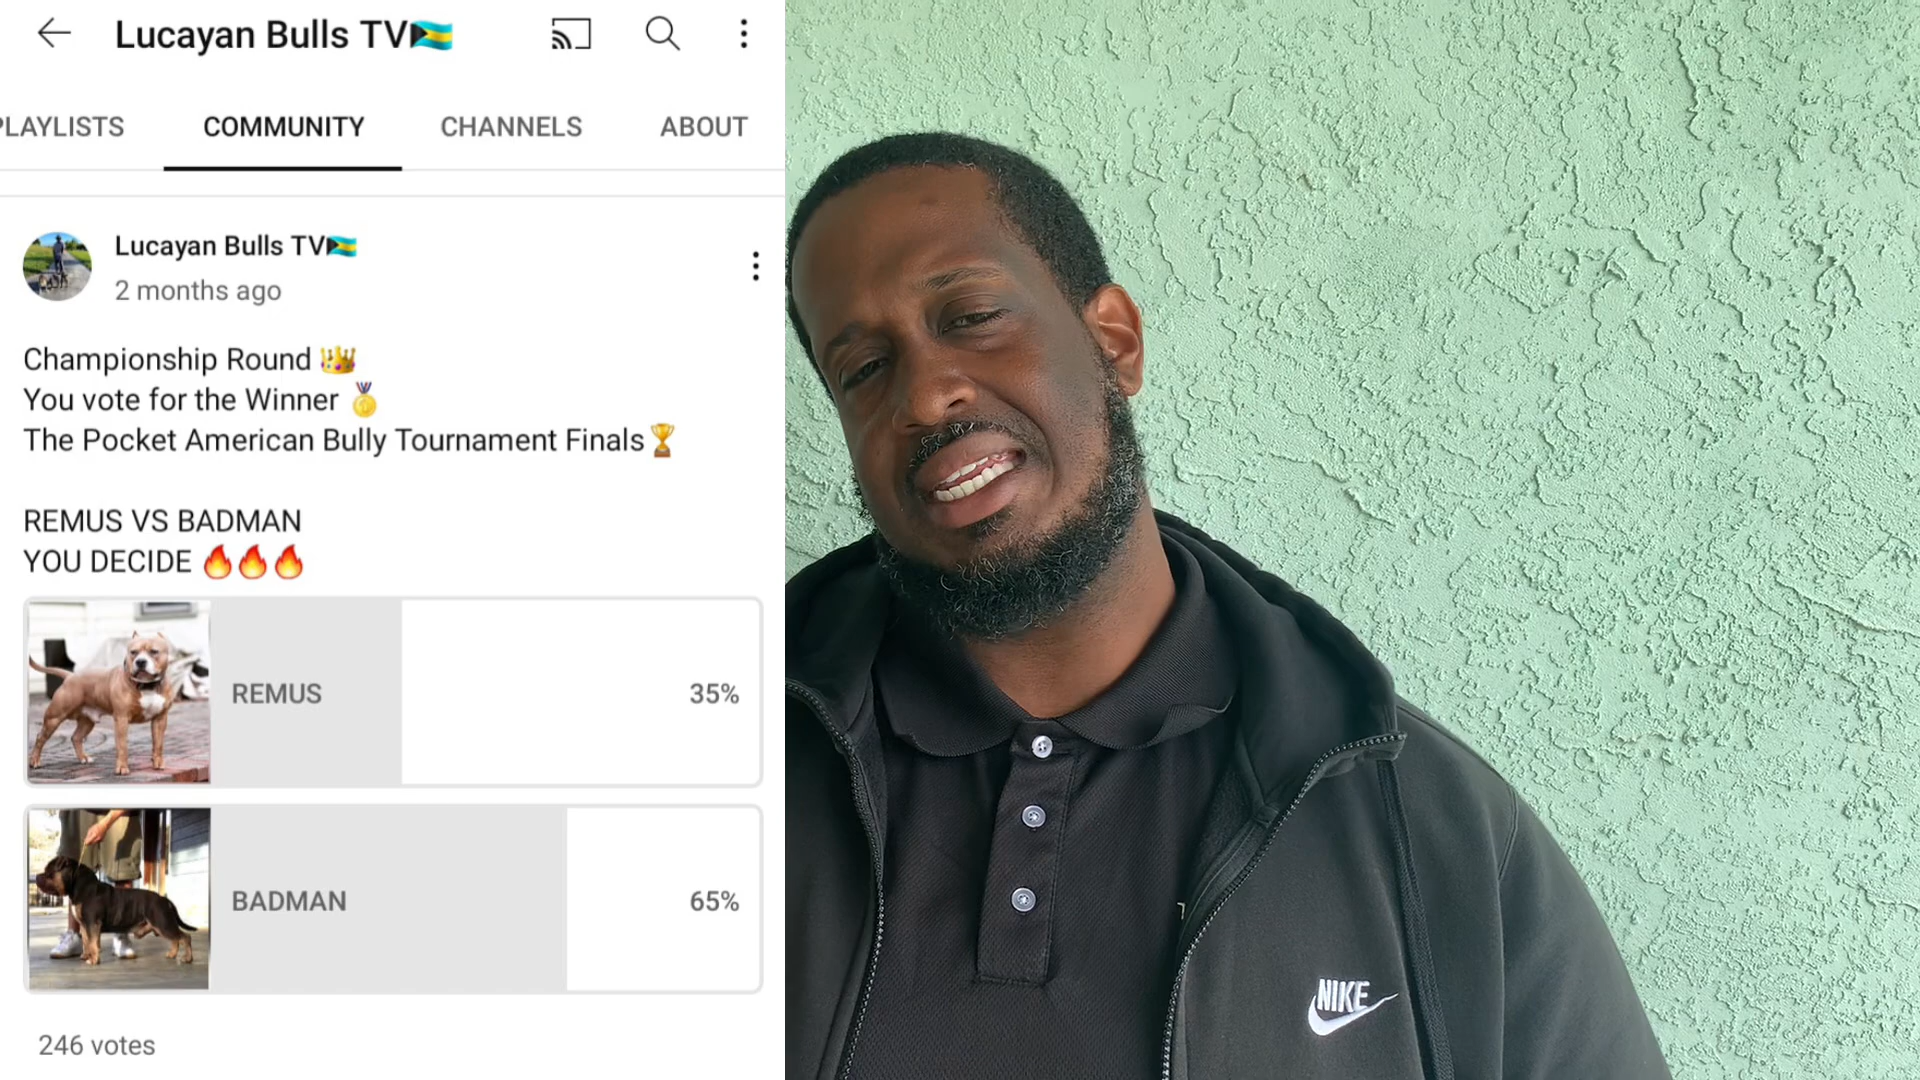 Lucayan Bulls TV🇧🇸
PLAYLISTS COMMUNITY CHANNELS ABOUT
Lucayan Bulls TV🇧🇸
2 months ago
Championship Round 👑
You vote for the Winner 🏅
The Pocket American Bully Tournament Finals🏆
REMUS VS BADMAN
YOU DECIDE 🔥🔥🔥
REMUS 35%
BADMAN 65%
246 votes
NIKE